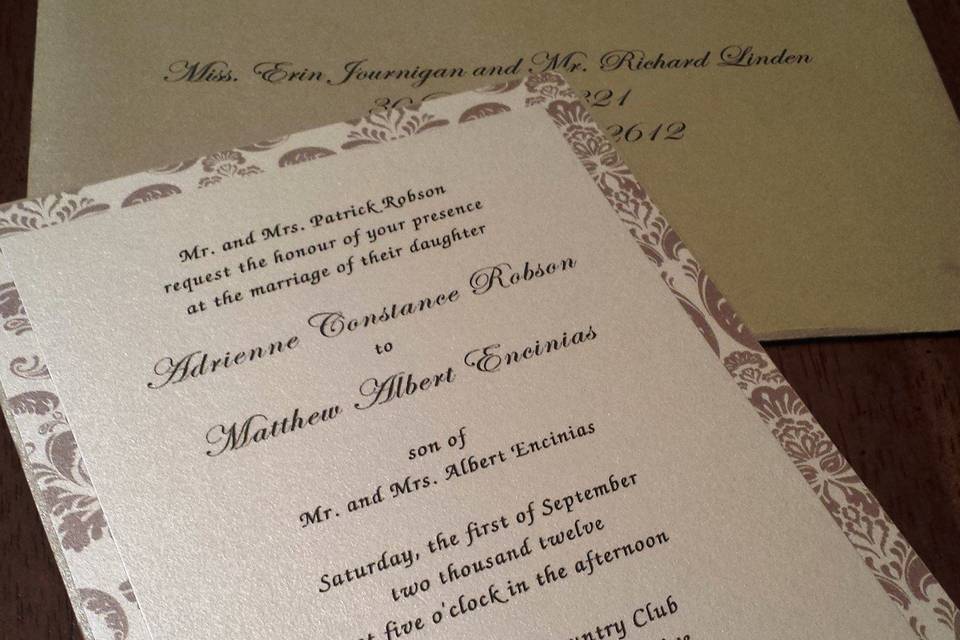 Miss. Erin Journigan and Mr. Richard Linden
221
2612
Mr. and Mrs. Patrick Robson
request the honour of your presence
at the marriage of their daughter
Adrienne Constance Robson
to
Matthew Albert Encinias
son of
Mr. and Mrs. Albert Encinias
Saturday, the first of September
two thousand twelve
five o'clock in the afternoon
Club